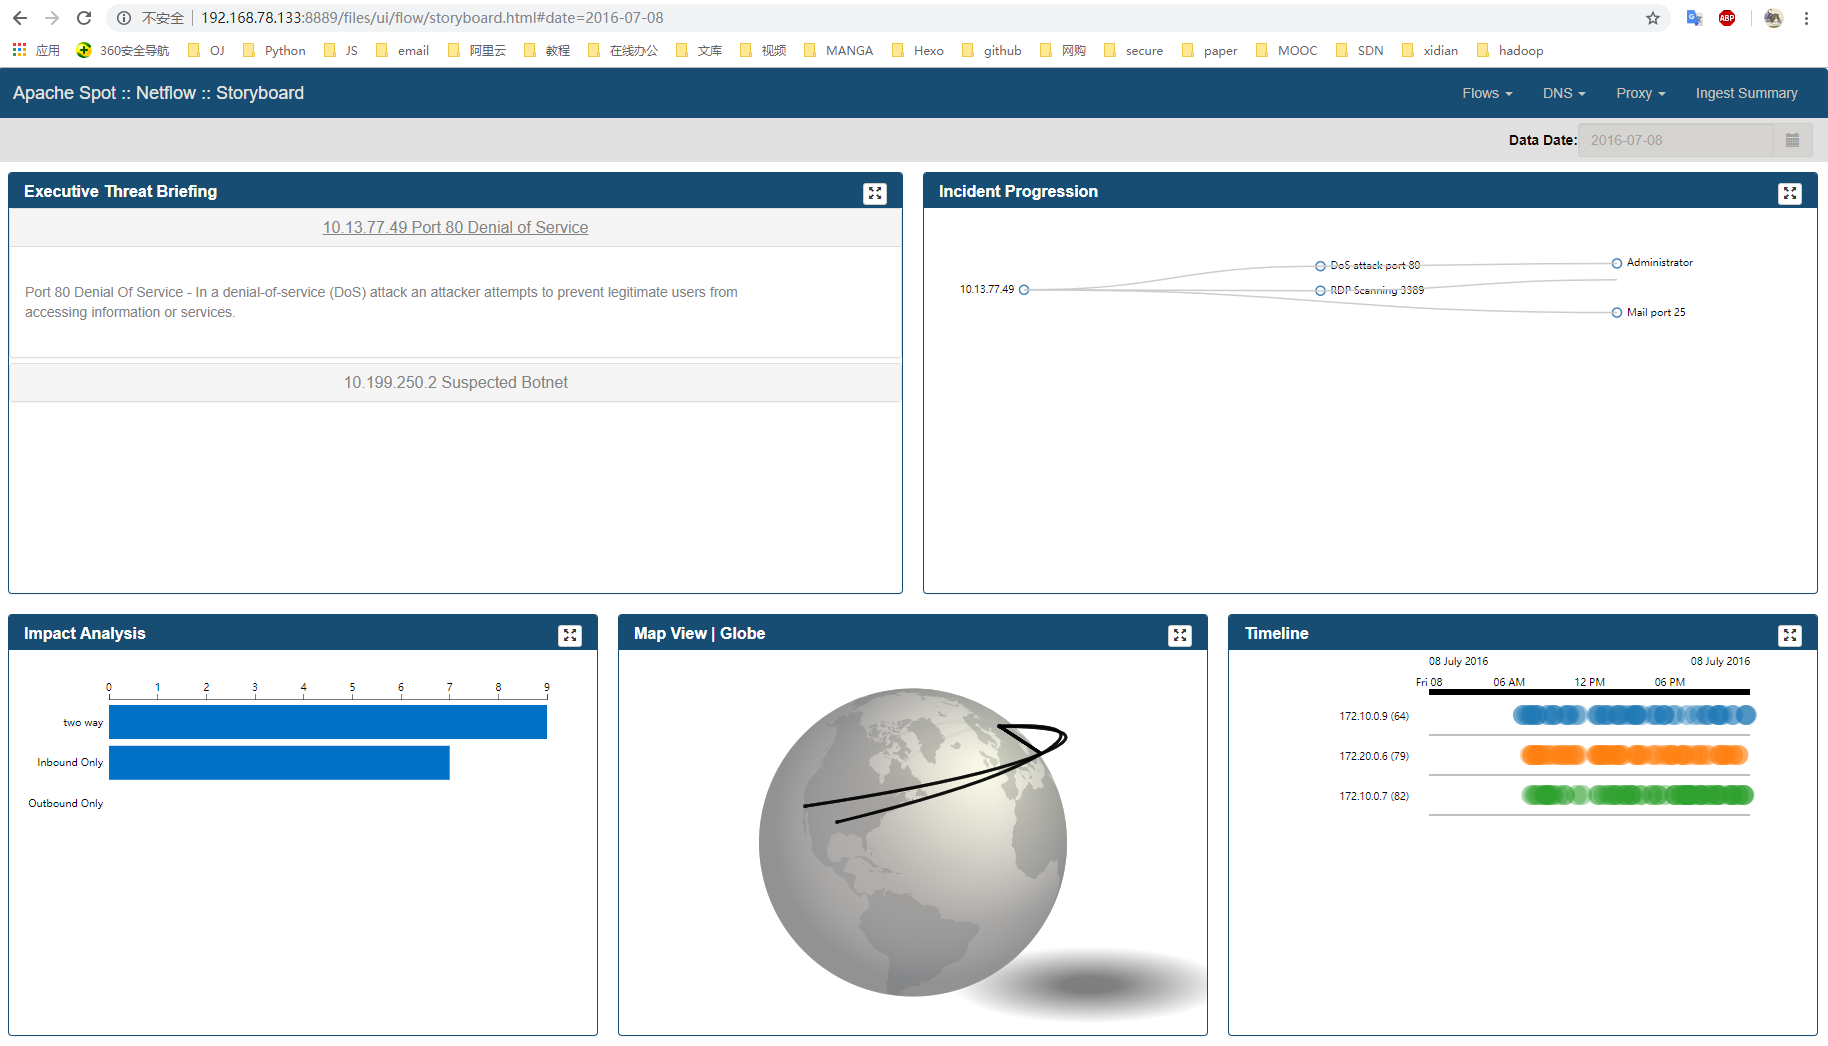 不安全 192.168.78.133:8889/files/ui/flow/storyboard.html#date=2016-07-08
应用 360安全导航 OJ Python JS email 阿里云 教程 在线办公 文库 视频 MANGA Hexo github 网购 secure paper MOOC SDN xidian hadoop
Apache Spot :: Netflow :: Storyboard
Flows DNS Proxy Ingest Summary
Data Date: 2016-07-08
Executive Threat Briefing
10.13.77.49 Port 80 Denial of Service
Port 80 Denial Of Service - In a denial-of-service (DoS) attack an attacker attempts to prevent legitimate users from
accessing information or services.
10.199.250.2 Suspected Botnet
Incident Progression
10.13.77.49
DoS attack port 80
RDP Scanning 3389
Administrator
Mail port 25
Impact Analysis
0 1 2 3 4 5 6 7 8 9
two way
Inbound Only
Outbound Only
Map View | Globe
Timeline
08 July 2016 08 July 2016
Fri 08 06 AM 12 PM 06 PM
172.10.0.9 (64)
172.20.0.6 (79)
172.10.0.7 (82)
ABP